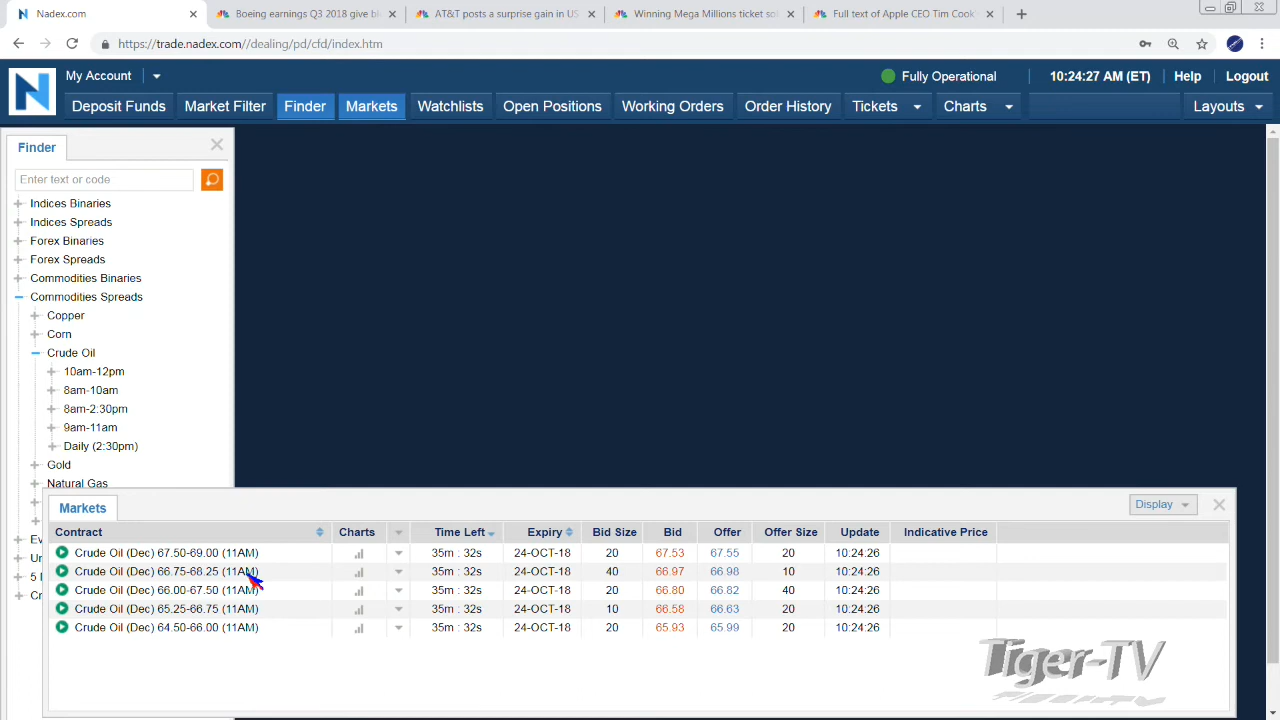 Nadex.com
Boeing earnings Q3 2018 give bl
AT&T posts a surprise gain in US
Winning Mega Millions ticket sol
Full text of Apple CEO Tim Cook'
https://trade.nadex.com//dealing/pd/cfd/index.htm
My Account
Fully Operational
10:24:27 AM (ET)
Help
Logout
Deposit Funds
Market Filter
Finder
Markets
Watchlists
Open Positions
Working Orders
Order History
Tickets
Charts
Layouts
Finder
Enter text or code
Indices Binaries
Indices Spreads
Forex Binaries
Forex Spreads
Commodities Binaries
Commodities Spreads
Copper
Corn
Crude Oil
10am-12pm
8am-10am
8am-2:30pm
9am-11am
Daily (2:30pm)
Gold
Natural Gas
Ev
Un
5
Cr
Markets
Display
Contract Charts Time Left Expiry Bid Size Bid Offer Offer Size Update Indicative Price
Crude Oil (Dec) 67.50-69.00 (11AM) 35m : 32s 24-OCT-18 20 67.53 67.55 20 10:24:26
Crude Oil (Dec) 66.75-68.25 (11AM) 35m : 32s 24-OCT-18 40 66.97 66.98 10 10:24:26
Crude Oil (Dec) 66.00-67.50 (11AM) 35m : 32s 24-OCT-18 20 66.80 66.82 40 10:24:26
Crude Oil (Dec) 65.25-66.75 (11AM) 35m : 32s 24-OCT-18 10 66.58 66.63 20 10:24:26
Crude Oil (Dec) 64.50-66.00 (11AM) 35m : 32s 24-OCT-18 20 65.93 65.99 20 10:24:26
Tiger-TV